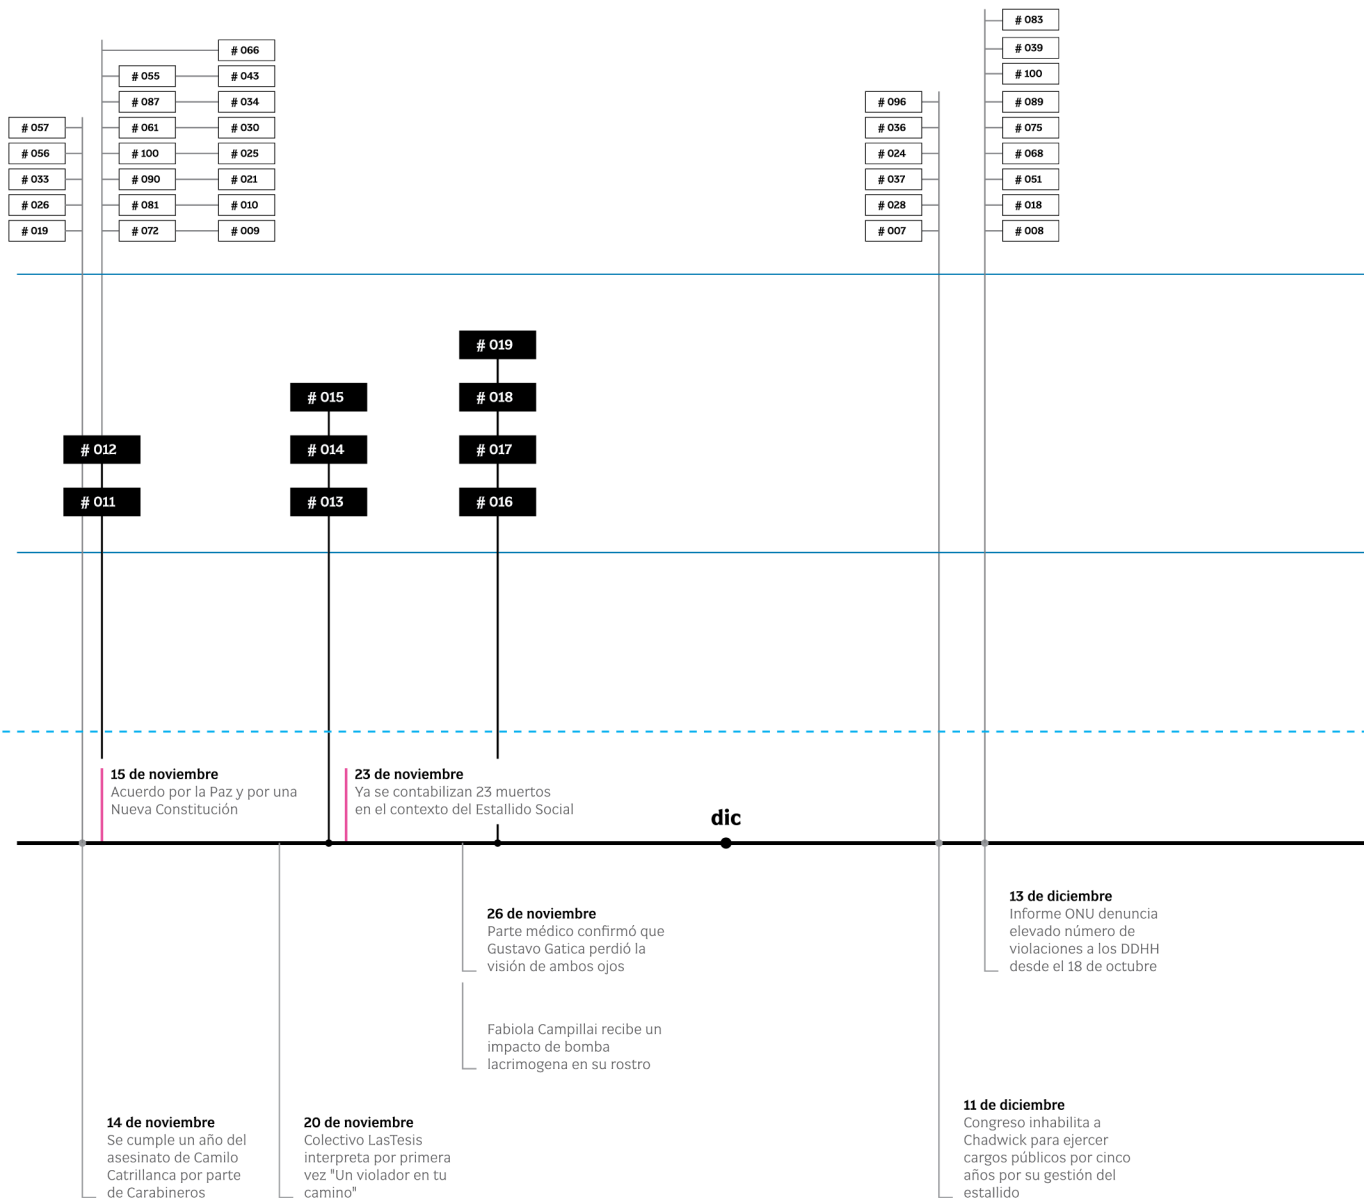 # 083
# 066
# 039
# 055
# 043
# 100
# 087
# 034
# 096
# 089
# 057
# 061
# 030
# 036
# 075
# 056
# 100
# 025
# 024
# 068
# 033
# 090
# 021
# 037
# 051
# 026
# 081
# 010
# 028
# 018
# 019
# 072
# 009
# 007
# 008
# 019
# 015
# 018
# 012
# 014
# 017
# 011
# 013
# 016
15 de noviembre
Acuerdo por la Paz y por una
Nueva Constitución
23 de noviembre
Ya se contabilizan 23 muertos
en el contexto del Estallido Social
dic
26 de noviembre
Parte médico confirmó que
Gustavo Gatica perdió la
visión de ambos ojos
Fabiola Campillai recibe un
impacto de bomba
lacrimogena en su rostro
13 de diciembre
Informe ONU denuncia
elevado número de
violaciones a los DDHH
desde el 18 de octubre
14 de noviembre
Se cumple un año del
asesinato de Camilo
Catrillanca por parte
de Carabineros
20 de noviembre
Colectivo LasTesis
interpreta por primera
vez "Un violador en tu
camino"
11 de diciembre
Congreso inhabilita a
Chadwick para ejercer
cargos públicos por cinco
años por su gestión del
estallido